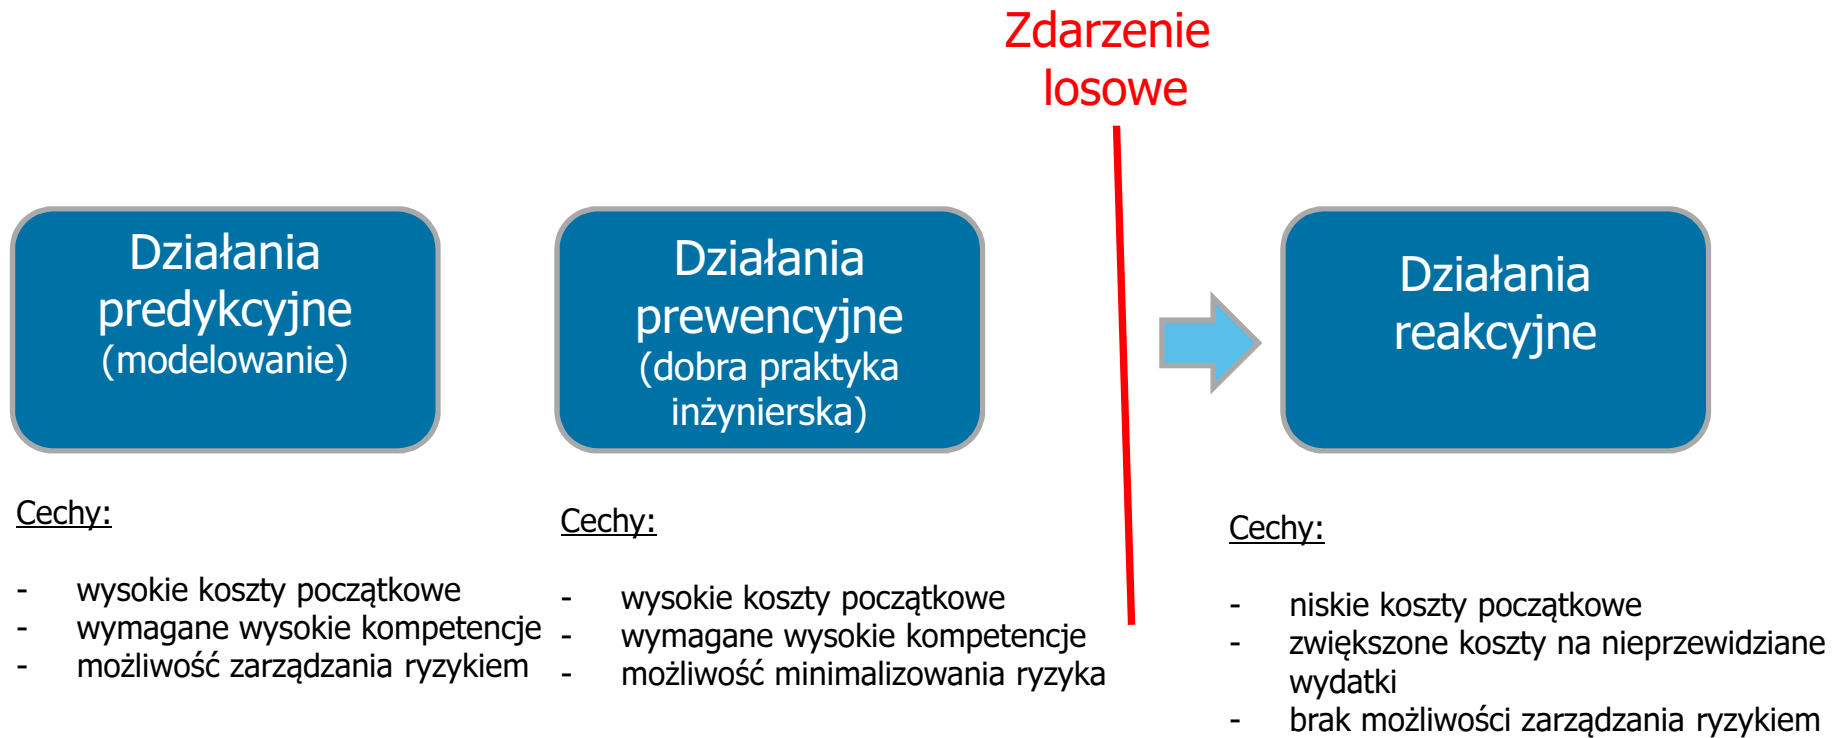 Zdarzenie
losowe
Działania
predykcyjne
(modelowanie)
Działania
prewencyjne
(dobra praktyka
inżynierska)
Działania
reakcyjne
Cechy:
- wysokie koszty początkowe
- wymagane wysokie kompetencje
- możliwość zarządzania ryzykiem
Cechy:
- wysokie koszty początkowe
- wymagane wysokie kompetencje
- możliwość minimalizowania ryzyka
Cechy:
- niskie koszty początkowe
- zwiększone koszty na nieprzewidziane
wydatki
- brak możliwości zarządzania ryzykiem